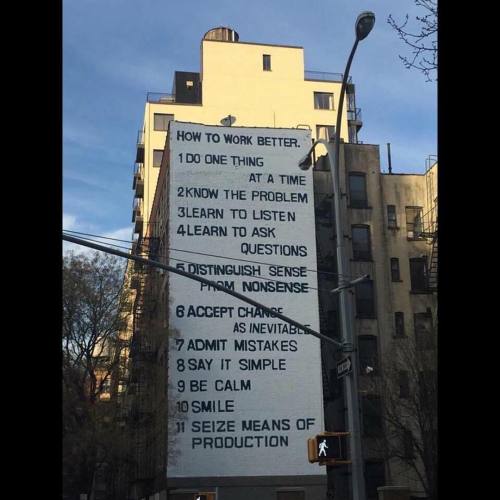 HOW TO WORK BETTER.
1 DO ONE THING
AT A TIME
2 KNOW THE PROBLEM
3 LEARN TO LISTEN
4 LEARN TO ASK
QUESTIONS
5 DISTINGUISH SENSE
FROM NONSENSE
6 ACCEPT CHANGE
AS INEVITABLE
7 ADMIT MISTAKES
8 SAY IT SIMPLE
9 BE CALM
10 SMILE
11 SEIZE MEANS OF
PRODUCTION